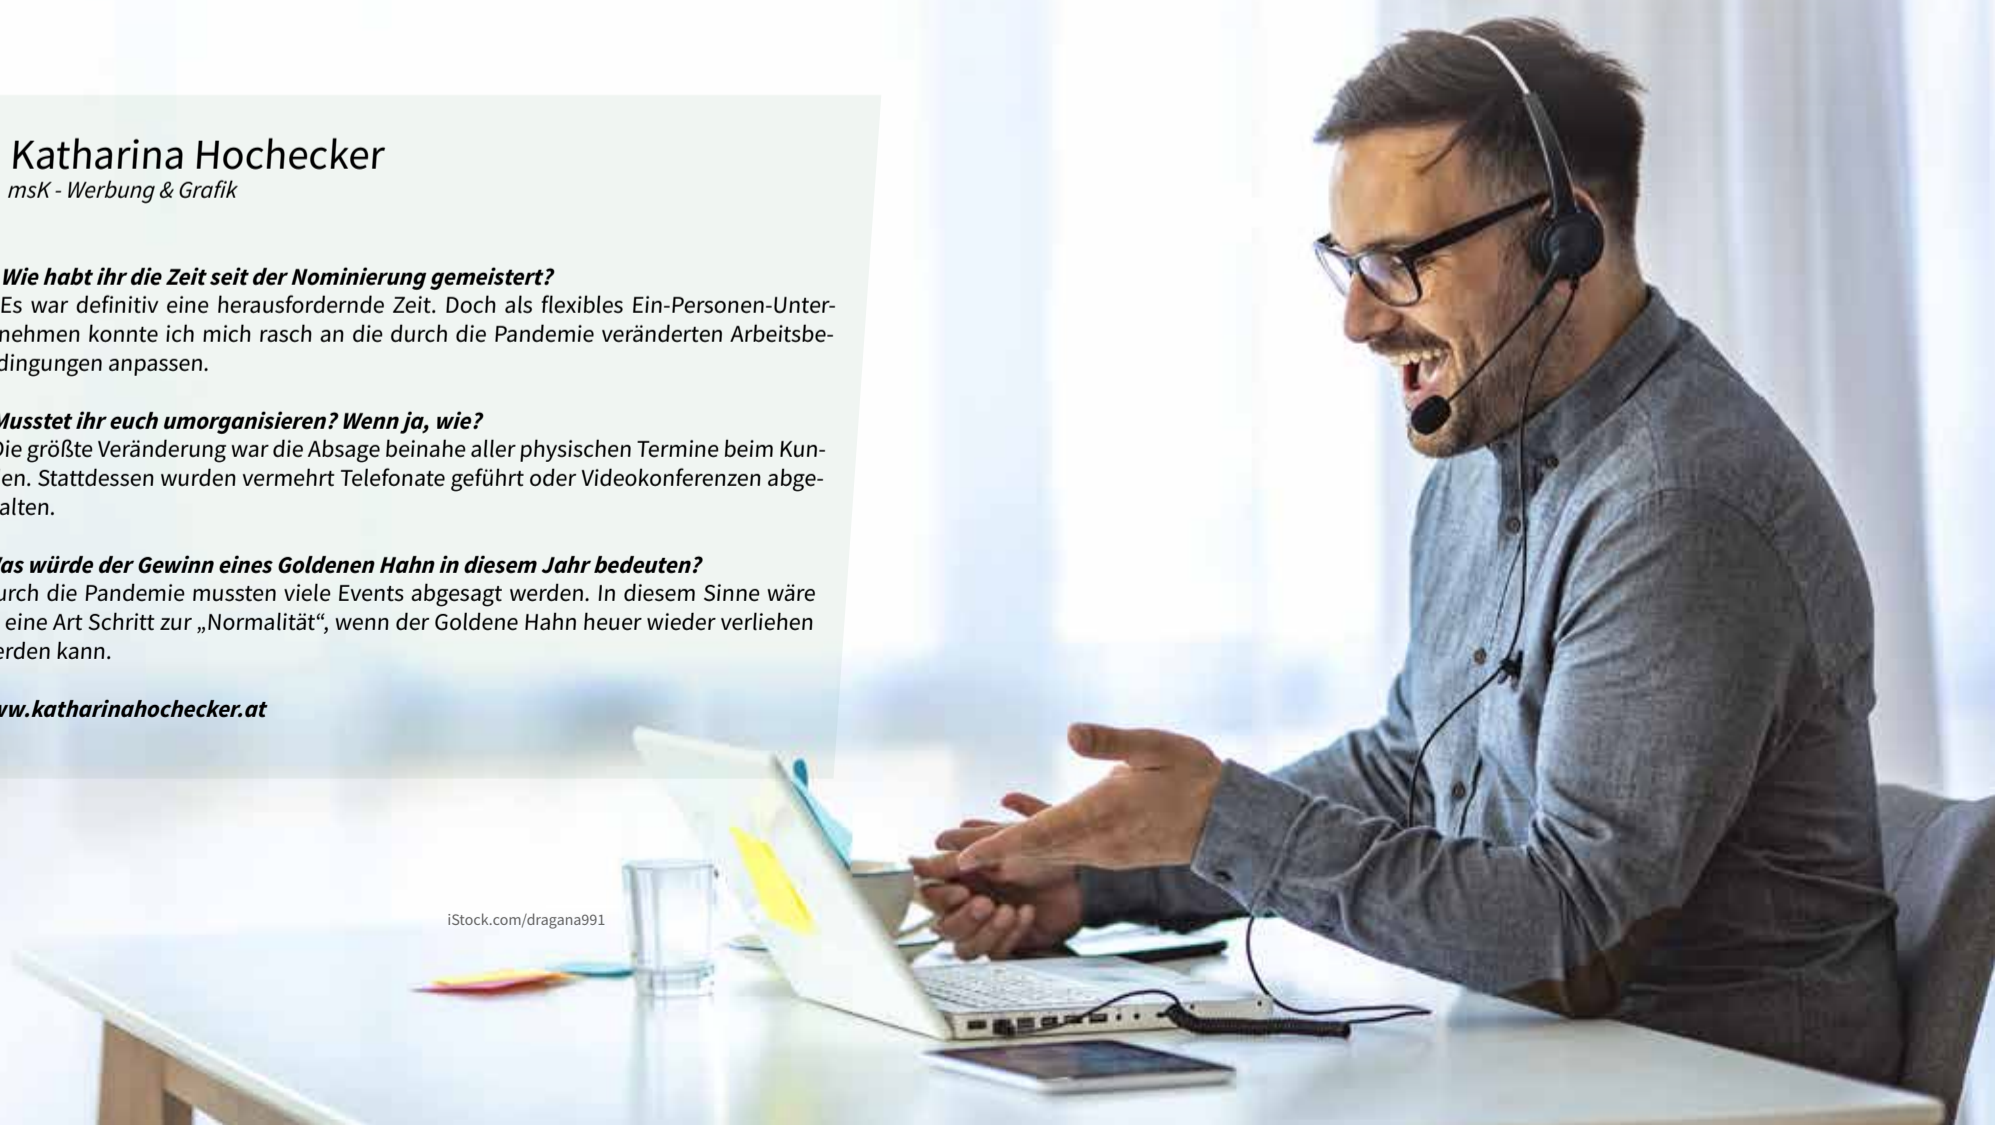 Katharina Hochecker
msK - Werbung & Grafik
Wie habt ihr die Zeit seit der Nominierung gemeistert?
Es war definitiv eine herausfordernde Zeit. Doch als flexibles Ein-Personen-Unter-
nehmen konnte ich mich rasch an die durch die Pandemie veränderten Arbeitsbe-
dingungen anpassen.
Musstet ihr euch umorganisieren? Wenn ja, wie?
Die größte Veränderung war die Absage beinahe aller physischen Termine beim Kun-
en. Stattdessen wurden vermehrt Telefonate geführt oder Videokonferenzen abge-
alten.
as würde der Gewinn eines Goldenen Hahn in diesem Jahr bedeuten?
urch die Pandemie mussten viele Events abgesagt werden. In diesem Sinne wäre
eine Art Schritt zur „Normalität“, wenn der Goldene Hahn heuer wieder verliehen
erden kann.
ww.katharinahochecker.at
iStock.com/dragana991